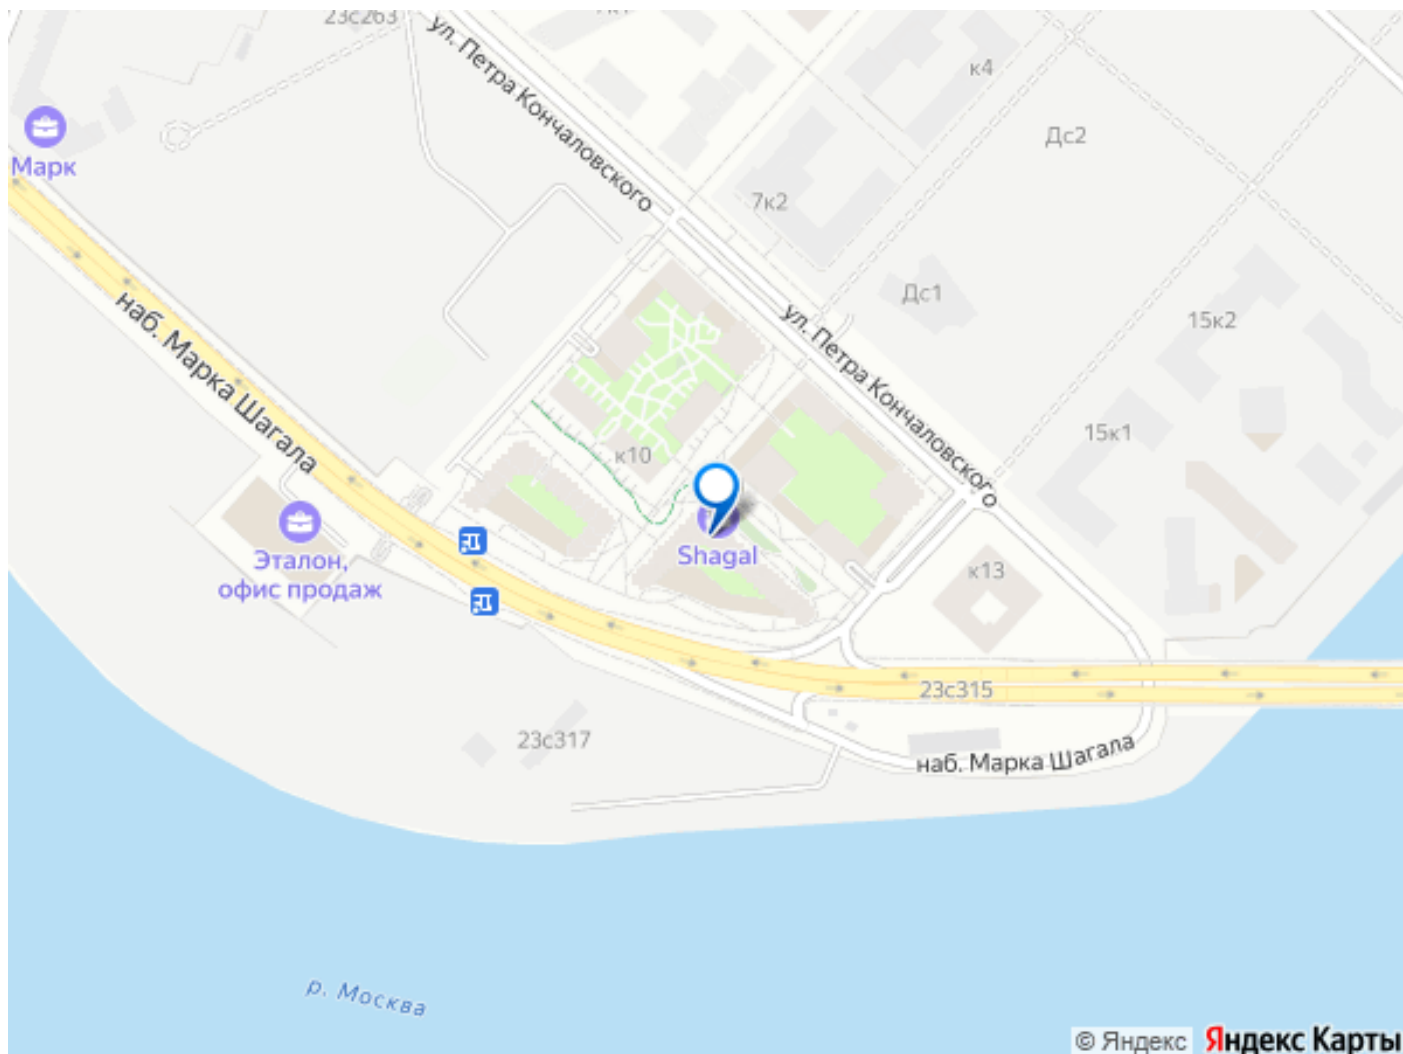 23с263
ул. Петра Кончаловского
к4
Марк
Дс2
7к2
Дс1
15к2
наб. Марка Шагала
ул. Петра Кончаловского
15к1
к10
Shagal
Эталон,
офис продаж
к13
23с315
23с317
наб. Марка Шагала
р. Москва
© Яндекс Яндекс Карты